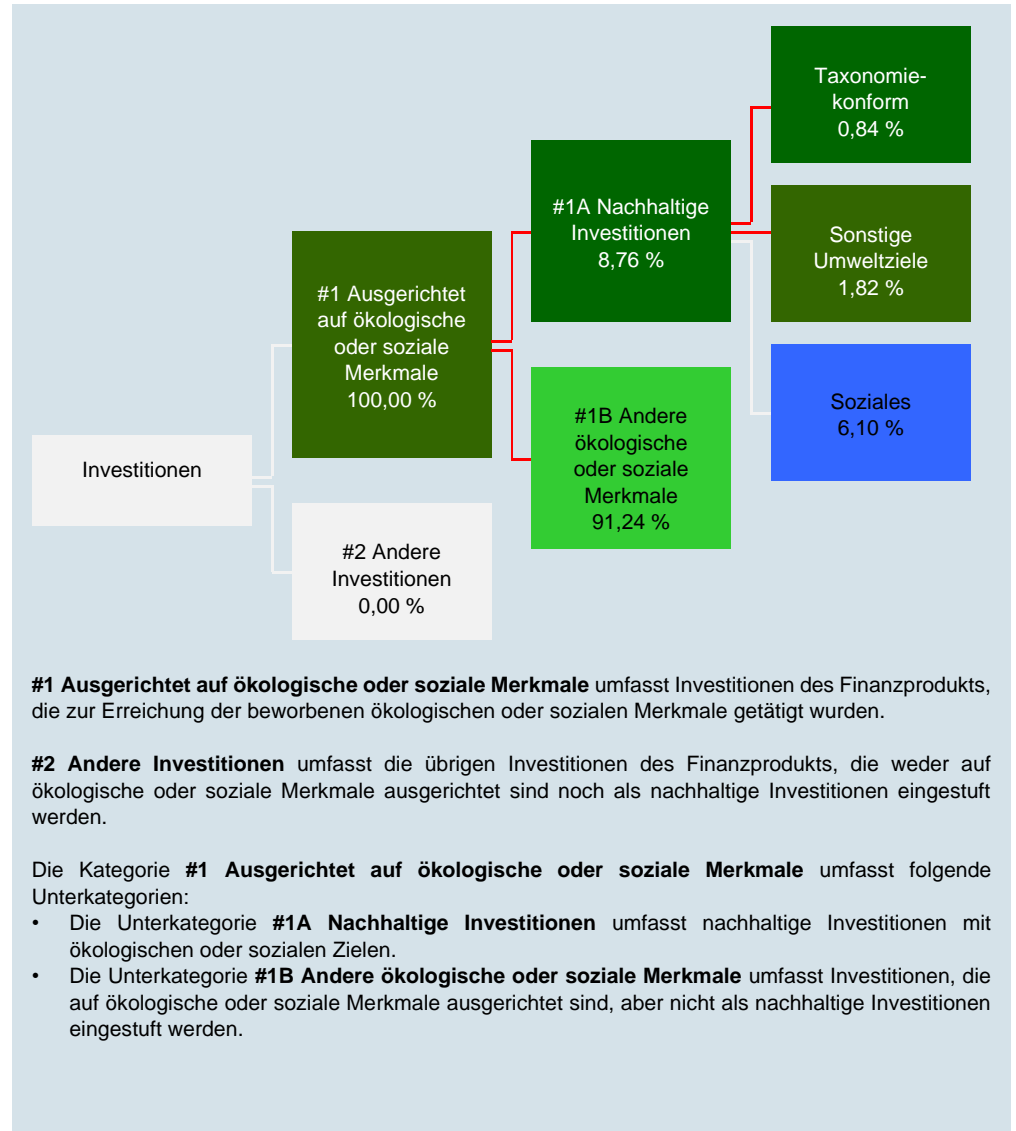 Taxonomie-
konform
0,84 %
#1A Nachhaltige
Investitionen
8,76 %
Sonstige
Umweltziele
1,82 %
#1 Ausgerichtet
auf ökologische
oder soziale
Merkmale
100,00 %
#1B Andere
ökologische
oder soziale
Merkmale
91,24 %
Soziales
6,10 %
Investitionen
#2 Andere
Investitionen
0,00 %
#1 Ausgerichtet auf ökologische oder soziale Merkmale umfasst Investitionen des Finanzprodukts,
die zur Erreichung der beworbenen ökologischen oder sozialen Merkmale getätigt wurden.
#2 Andere Investitionen umfasst die übrigen Investitionen des Finanzprodukts, die weder auf
ökologische oder soziale Merkmale ausgerichtet sind noch als nachhaltige Investitionen eingestuft
werden.
Die Kategorie #1 Ausgerichtet auf ökologische oder soziale Merkmale umfasst folgende
Unterkategorien:
• Die Unterkategorie #1A Nachhaltige Investitionen umfasst nachhaltige Investitionen mit
ökologischen oder sozialen Zielen.
• Die Unterkategorie #1B Andere ökologische oder soziale Merkmale umfasst Investitionen, die
auf ökologische oder soziale Merkmale ausgerichtet sind, aber nicht als nachhaltige Investitionen
eingestuft werden.